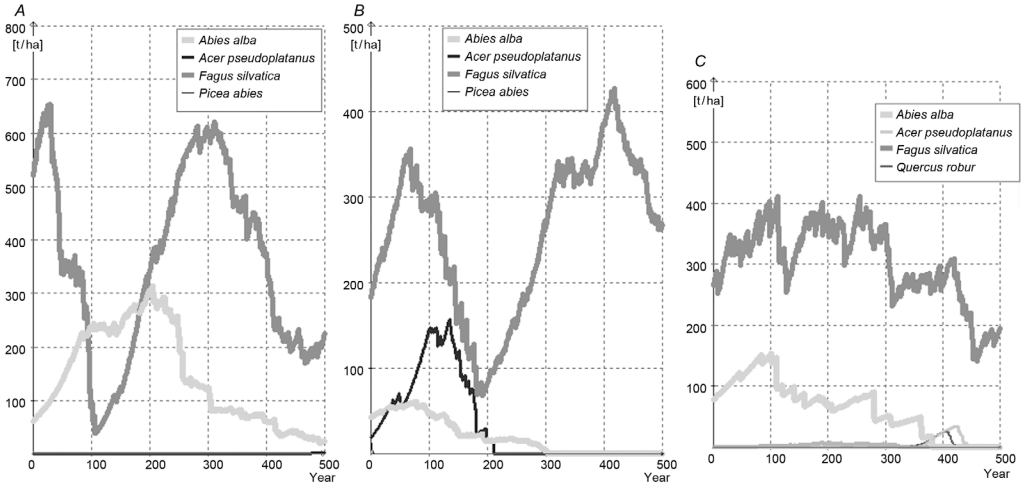 A
[t/ha]
800
700
600
500
400
300
200
100
0
100
200
300
400
500
Year
Abies alba
Acer pseudoplatanus
Fagus silvatica
Picea abies
B
[t/ha]
500
400
300
200
100
0
100
200
300
400
500
Year
Abies alba
Acer pseudoplatanus
Fagus silvatica
Picea abies
C
[t/ha]
600
500
400
300
200
100
0
100
200
300
400
500
Year
Abies alba
Acer pseudoplatanus
Fagus silvatica
Quercus robur